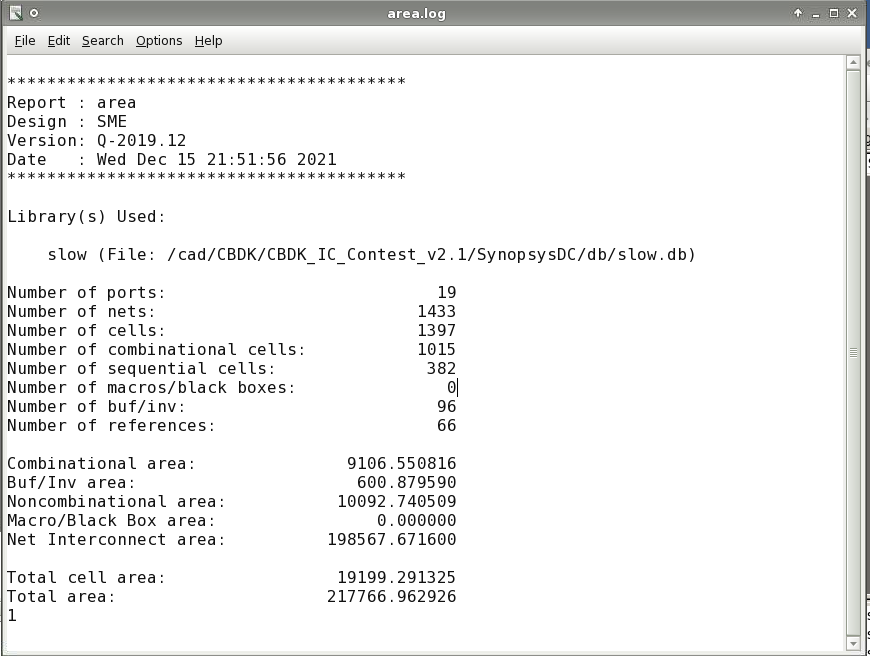 area.log
File Edit Search Options Help
****************************************
Report : area
Design : SME
Version: Q-2019.12
Date   : Wed Dec 15 21:51:56 2021
****************************************
Library(s) Used:
slow (File: /cad/CBDK/CBDK_IC_Contest_v2.1/SynopsysDC/db/slow.db)
Number of ports: 19
Number of nets: 1433
Number of cells: 1397
Number of combinational cells: 1015
Number of sequential cells: 382
Number of macros/black boxes: 0
Number of buf/inv: 96
Number of references: 66
Combinational area: 9106.550816
Buf/Inv area: 600.879590
Noncombinational area: 10092.740509
Macro/Black Box area: 0.000000
Net Interconnect area: 198567.671600
Total cell area: 19199.291325
Total area: 217766.962926
1